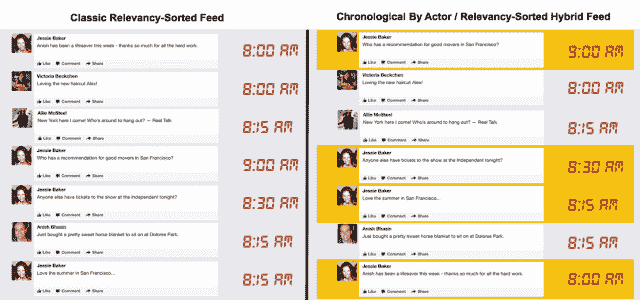 Classic Relevancy-Sorted Feed
Jessie Baker
Anish has been a lifesaver this week - thanks so much for all the hard work.
Like Comment Share
8:00 AM
Victoria Beckchen
Loving the new haircut Alex!
Like Comment Share
8:00 AM
Allie McSteel
New York here I come! Who's around to hang out? — Real Talk.
Like Comment Share
8:15 AM
Jessie Baker
Who has a recommendation for good movers in San Francisco?
Like Comment Share
9:00 AM
Jessie Baker
Anyone else have tickets to the show at the Independent tonight?
Like Comment Share
8:30 AM
Anish Bhasin
Just bought a pretty sweet horse blanket to sit on at Dolores Park.
Like Comment Share
8:15 AM
Jessie Baker
Love the summer in San Francisco...
Like Comment Share
8:15 AM
Chronological By Actor / Relevancy-Sorted Hybrid Feed
Jessie Baker
Who has a recommendation for good movers in San Francisco?
Like Comment Share
9:00 AM
Victoria Beckchen
Loving the new haircut Alex!
Like Comment Share
8:00 AM
Allie McSteel
New York here I come! Who's around to hang out? — Real Talk.
Like Comment Share
8:15 AM
Jessie Baker
Anyone else have tickets to the show at the Independent tonight?
Like Comment Share
8:30 AM
Jessie Baker
Love the summer in San Francisco...
Like Comment Share
8:15 AM
Anish Bhasin
Just bought a pretty sweet horse blanket to sit on at Dolores Park.
Like Comment Share
8:15 AM
Jessie Baker
Anish has been a lifesaver this week - thanks so much for all the hard work.
Like Comment Share
8:00 AM